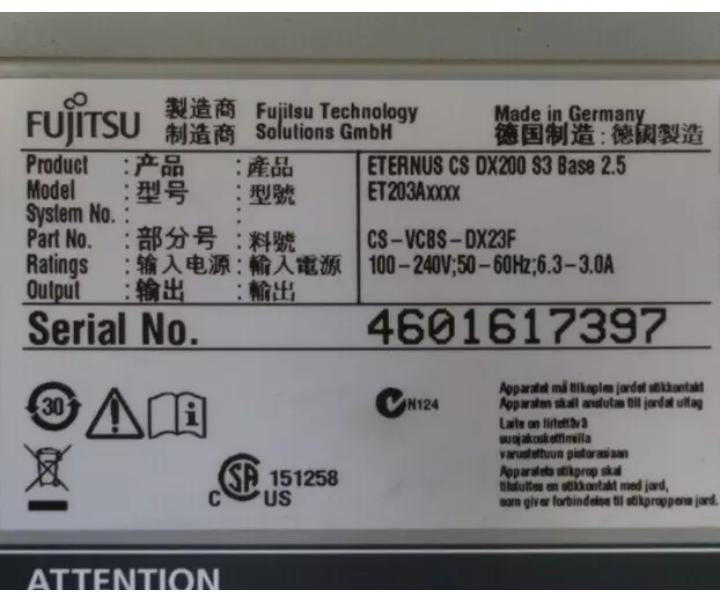 FUJITSU 製造商 Fujitsu Technology Made in Germany
制造商 Solutions GmbH 德国制造:德國製造
Product :产品 :產品 ETERNUS CS DX200 S3 Base 2.5
Model :型号 :型號 ET203Axxxx
System No. : :
Part No. :部分号 :料號 CS-VCBS-DX23F
Ratings :输入电源 :輸入電源 100-240V;50-60Hz;6.3-3.0A
Output :输出 :輸出
Serial No. 4601617397
30
N124
Apparatet må tilkoples jordet stikkontakt
Apparaten skall anslutas till jordat uttag
Laite on liitettävä
suojakoskettimilla
varustettuun pistorasiaan
Apparatets stikprop skal
tilsluttes en stikkontakt med jord,
som giver forbindelse til stikproppens jord.
C SA US 151258
ATTENTION